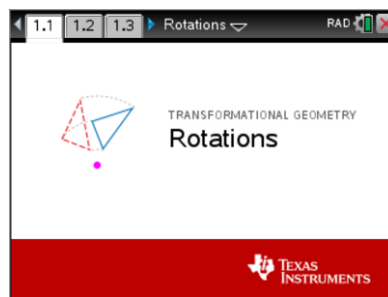 1.1 1.2 1.3 Rotations RAD
TRANSFORMATIONAL GEOMETRY
Rotations
TEXAS
INSTRUMENTS